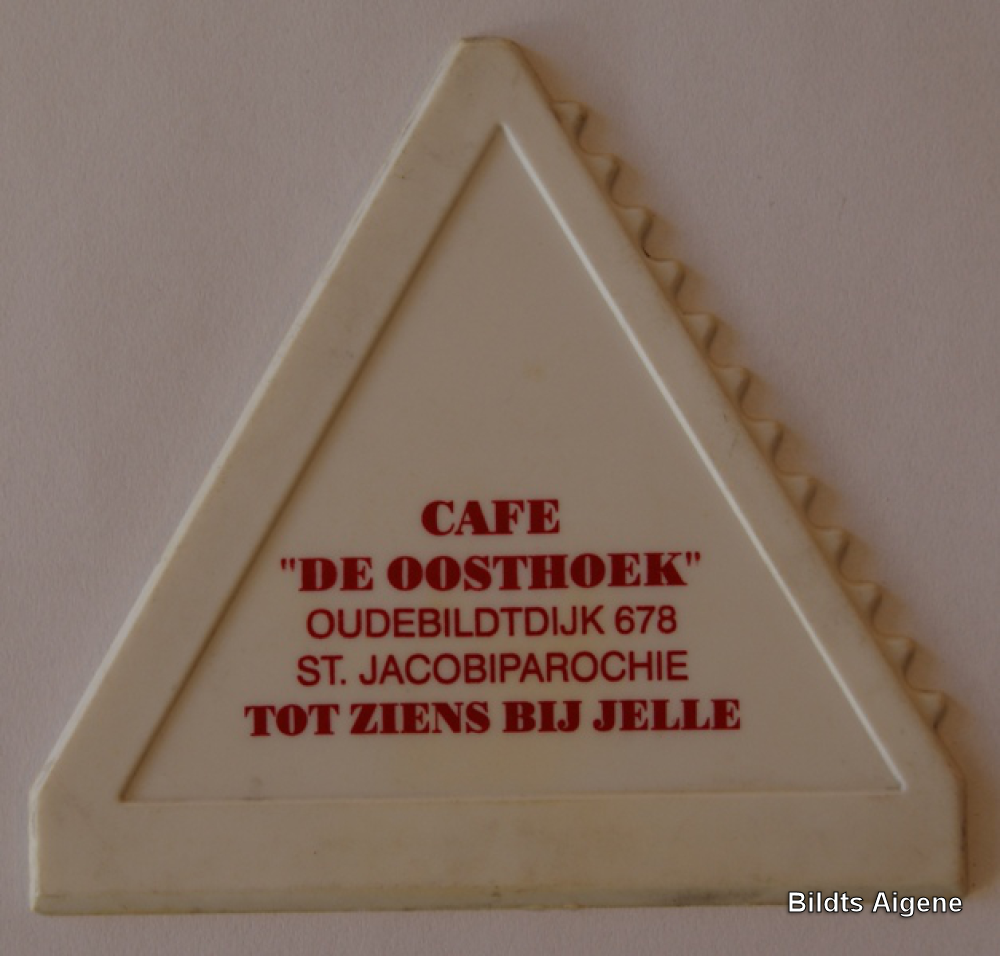 CAFE
"DE OOSTHOEK"
OUDEBILDTDIJK 678
ST. JACOBIPAROCHIE
TOT ZIENS BIJ JELLE
Bildts Aigene